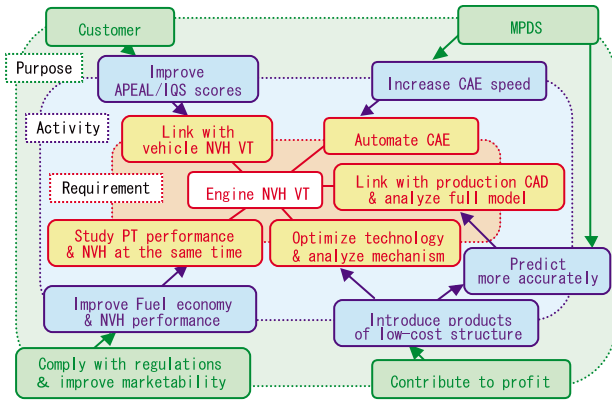 Customer
MPDS
Purpose
Improve
APEAL/IQS scores
Increase CAE speed
Activity
Link with
vehicle NVH VT
Automate CAE
Requirement
Engine NVH VT
Link with production CAD
& analyze full model
Study PT performance
& NVH at the same time
Optimize technology
& analyze mechanism
Predict
more accurately
Improve Fuel economy
& NVH performance
Introduce products
of low-cost structure
Comply with regulations
& improve marketability
Contribute to profit